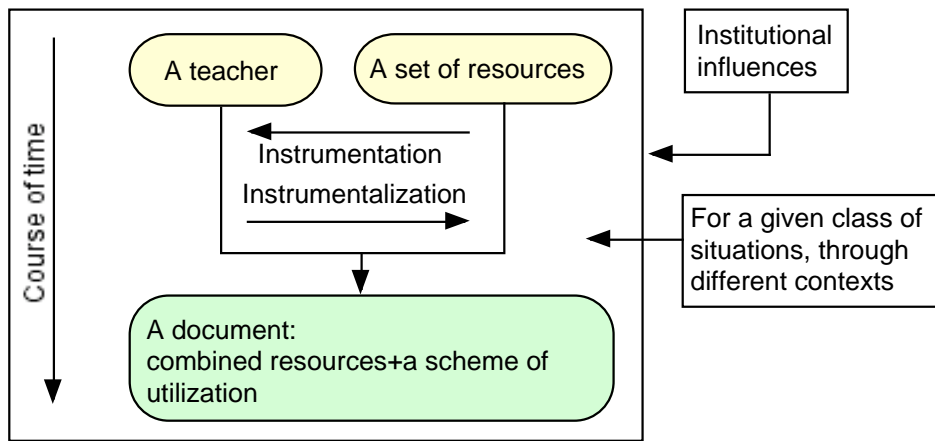 Course of time
A teacher
A set of resources
Instrumentation
Instrumentalization
A document:
combined resources+a scheme of
utilization
Institutional
influences
For a given class of
situations, through
different contexts